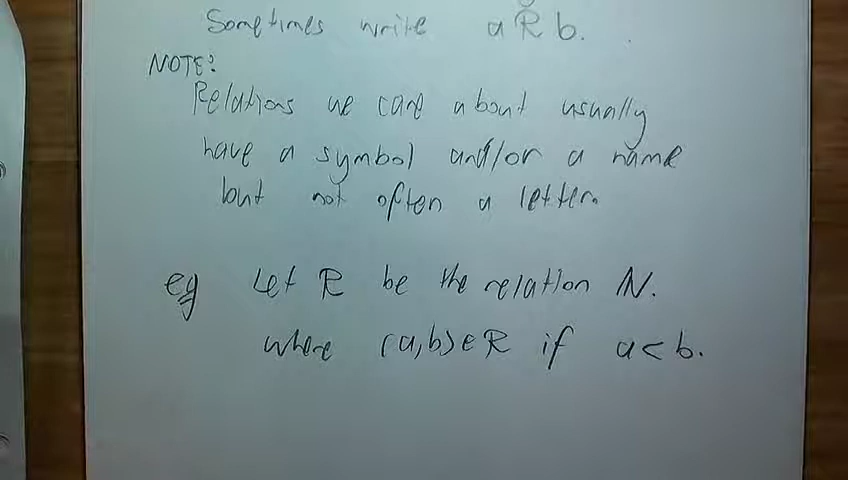 Sometimes write a R b.
NOTE:
Relations we care about usually
have a symbol and/or a name
but not often a letter.
eg Let R be the relation ℕ.
where (a,b)∈R if a<b.